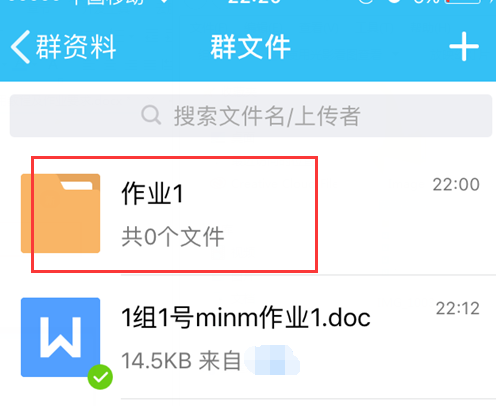 群资料
群文件
搜索文件名/上传者
作业1
22:00
共0个文件
1组1号minm作业1.doc
22:12
14.5KB 来自